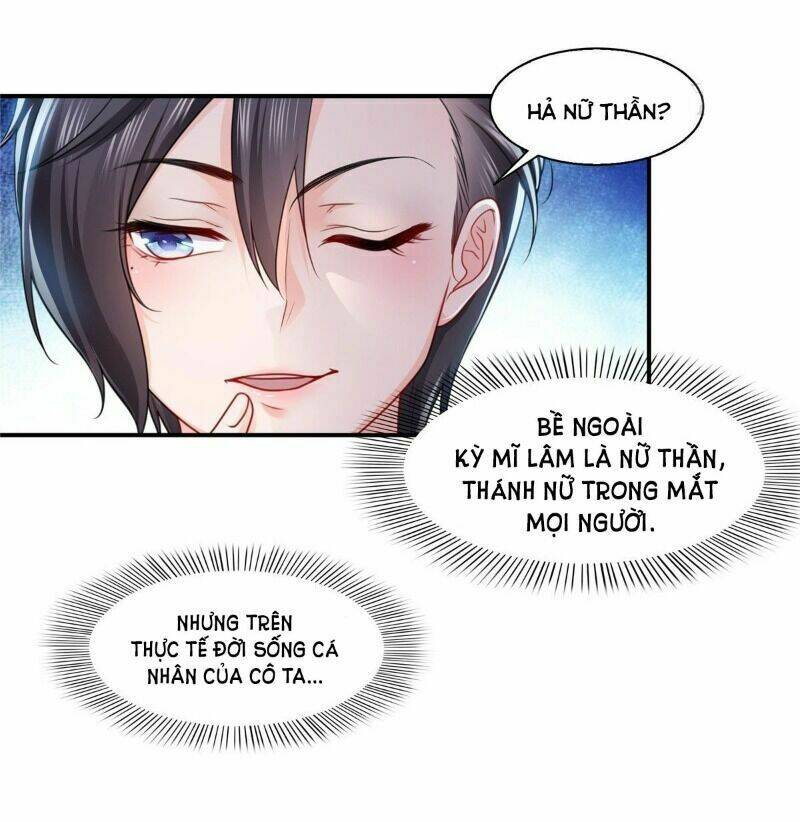 HẢ NỮ THẦN?
BỀ NGOÀI
KỲ MĨ LÂM LÀ NỮ THẦN,
THÁNH NỮ TRONG MẮT
MỌI NGƯỜI.
NHƯNG TRÊN
THỰC TẾ ĐỜI SỐNG CÁ
NHÂN CỦA CÔ TA...